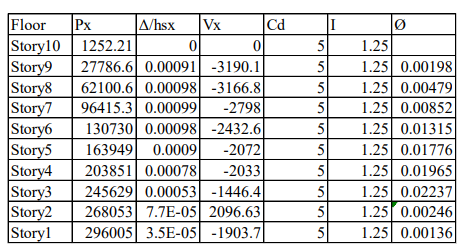 Floor Px Δ/hsx Vx Cd I Ø
Story10 1252.21 0 0 5 1.25
Story9 27786.6 0.00091 -3190.1 5 1.25 0.00198
Story8 62100.6 0.00098 -3166.8 5 1.25 0.00479
Story7 96415.3 0.00099 -2798 5 1.25 0.00852
Story6 130730 0.00098 -2432.6 5 1.25 0.01315
Story5 163949 0.0009 -2072 5 1.25 0.01776
Story4 203851 0.00078 -2033 5 1.25 0.01965
Story3 245629 0.00053 -1446.4 5 1.25 0.02237
Story2 268053 7.7E-05 2096.63 5 1.25 0.00246
Story1 296005 3.5E-05 -1903.7 5 1.25 0.00136